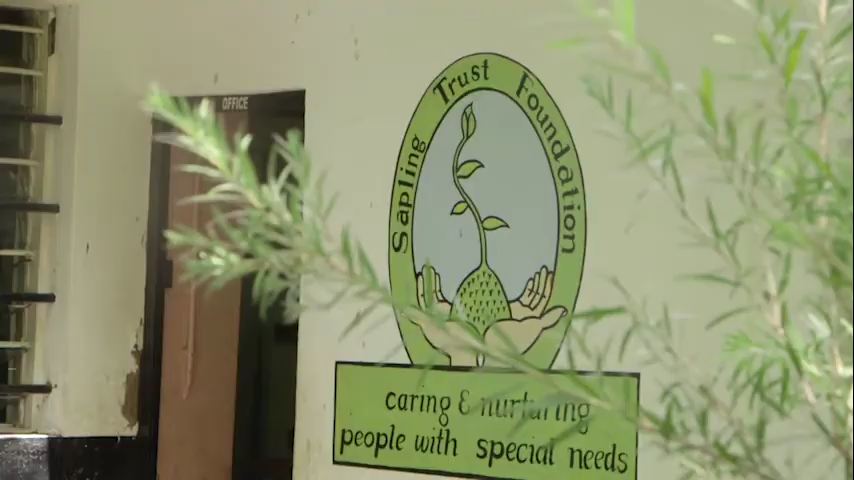 OFFICE
Sapling Trust Foundation
caring & nurturing
people with special needs